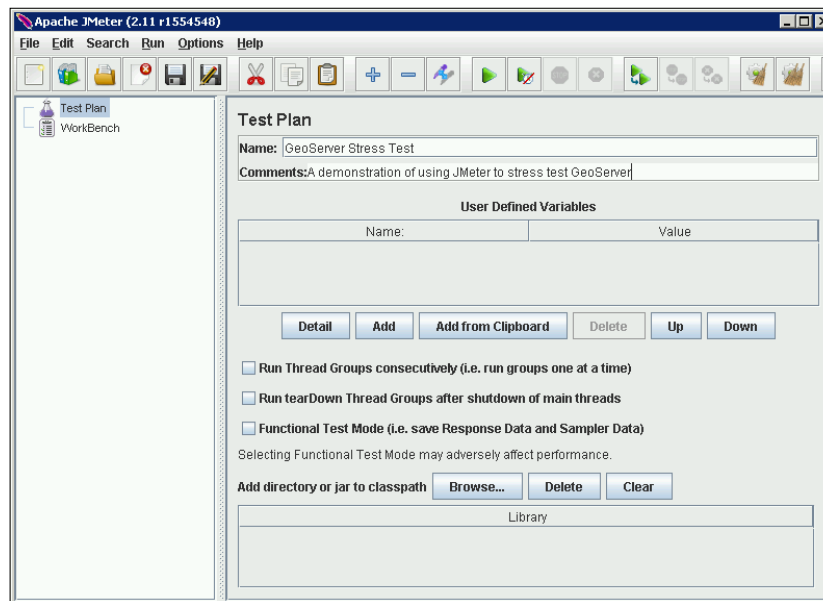 Apache JMeter (2.11 r1554548)
File Edit Search Run Options Help
Test Plan
WorkBench
Test Plan
Name: GeoServer Stress Test
Comments: A demonstration of using JMeter to stress test GeoServer
User Defined Variables
Name: Value
Detail Add Add from Clipboard Delete Up Down
Run Thread Groups consecutively (i.e. run groups one at a time)
Run tearDown Thread Groups after shutdown of main threads
Functional Test Mode (i.e. save Response Data and Sampler Data)
Selecting Functional Test Mode may adversely affect performance.
Add directory or jar to classpath Browse... Delete Clear
Library